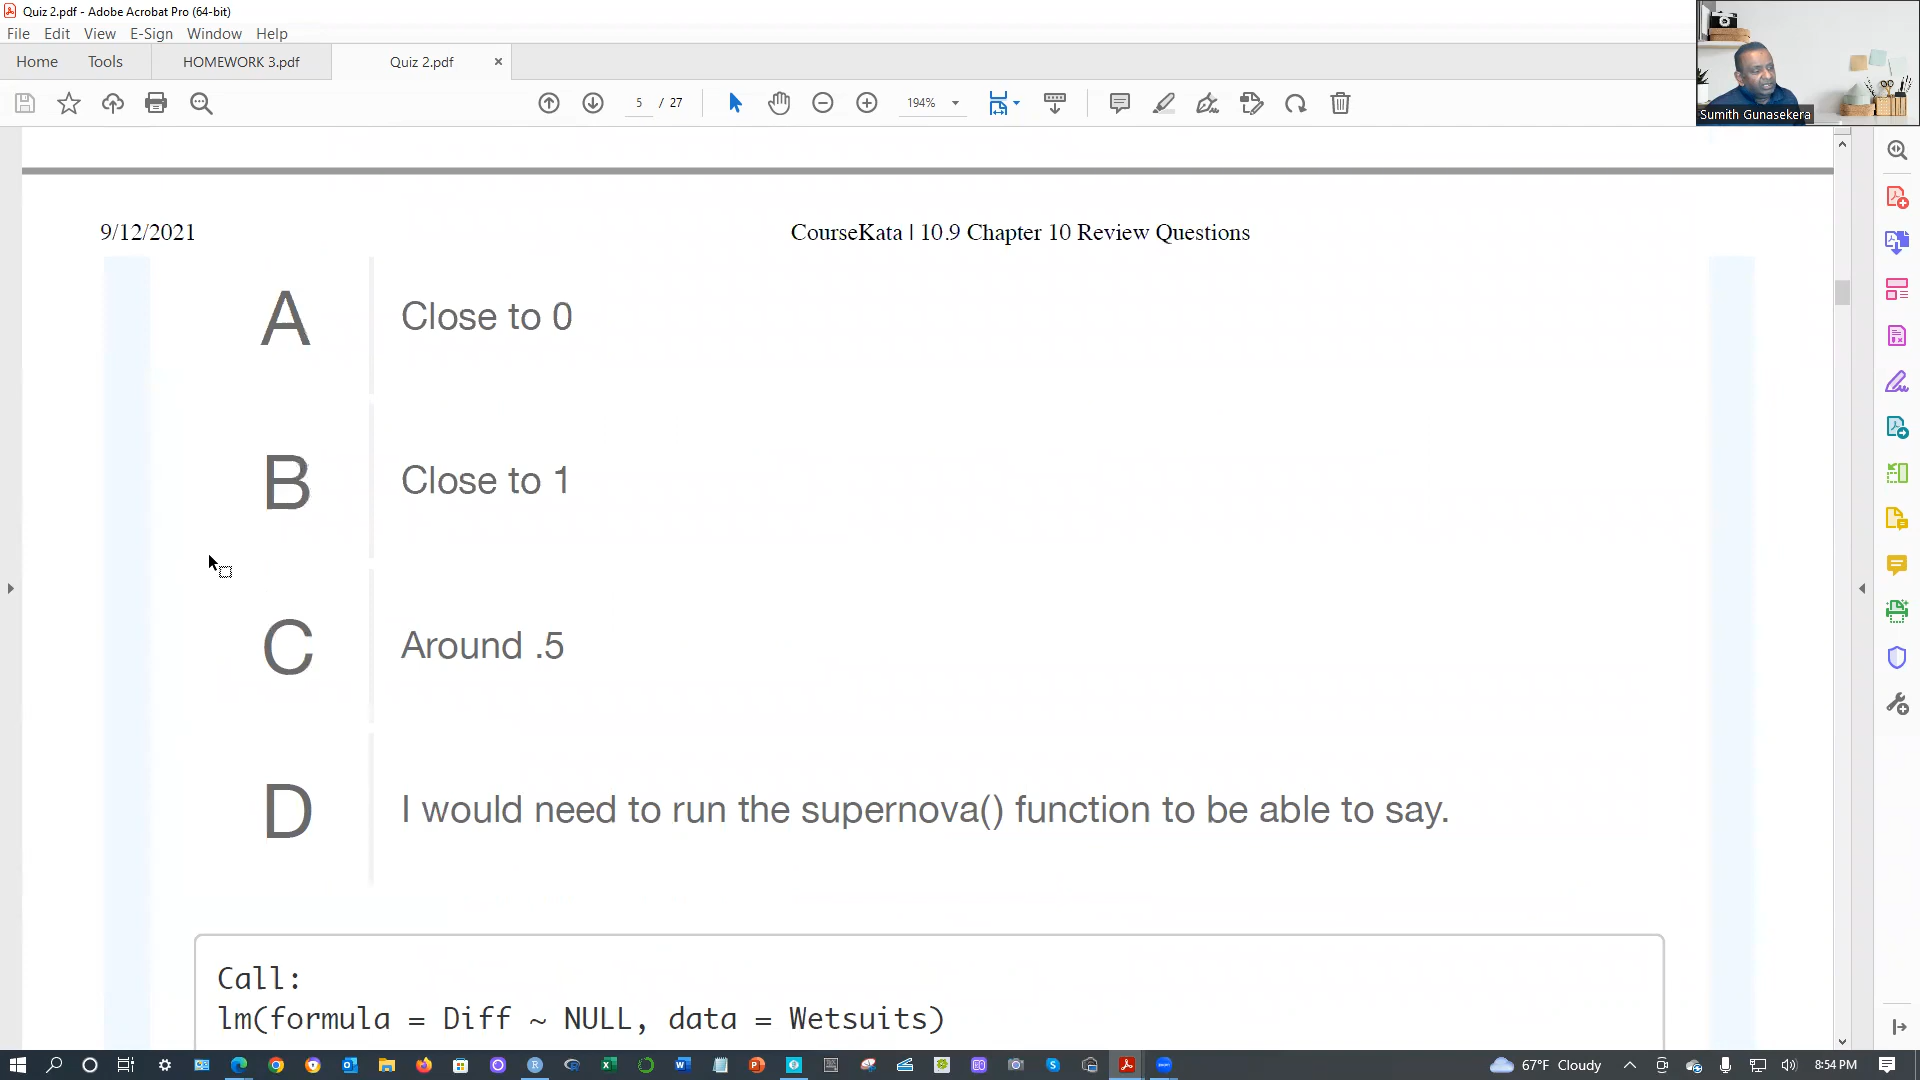 Quiz 2.pdf - Adobe Acrobat Pro (64-bit)
File Edit View E-Sign Window Help
Home Tools HOMEWORK 3.pdf Quiz 2.pdf ×
5 / 27 194%
Sumith Gunasekera
9/12/2021 CourseKata | 10.9 Chapter 10 Review Questions
A Close to 0
B Close to 1
C Around .5
D I would need to run the supernova() function to be able to say.
Call:
lm(formula = Diff ~ NULL, data = Wetsuits)
67°F Cloudy 8:54 PM